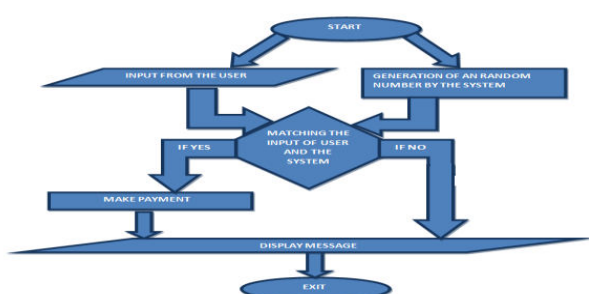 START
INPUT FROM THE USER
GENERATION OF AN RANDOM
NUMBER BY THE SYSTEM
MATCHING THE
INPUT OF USER
AND THE
SYSTEM
IF YES
IF NO
MAKE PAYMENT
DISPLAY MESSAGE
EXIT